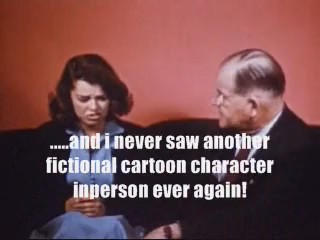 .....and i never saw another
fictional cartoon character
inperson ever again!